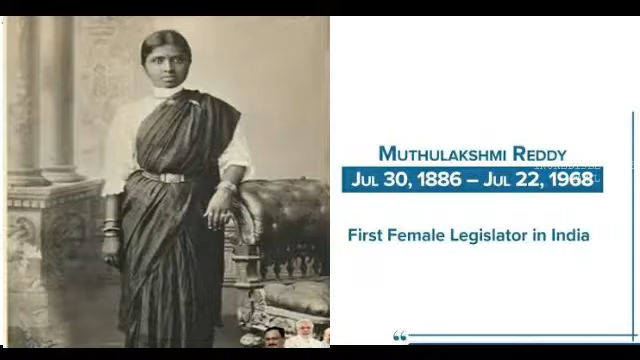 Muthulakshmi Reddy
Jul 30, 1886 – Jul 22, 1968
First Female Legislator in India